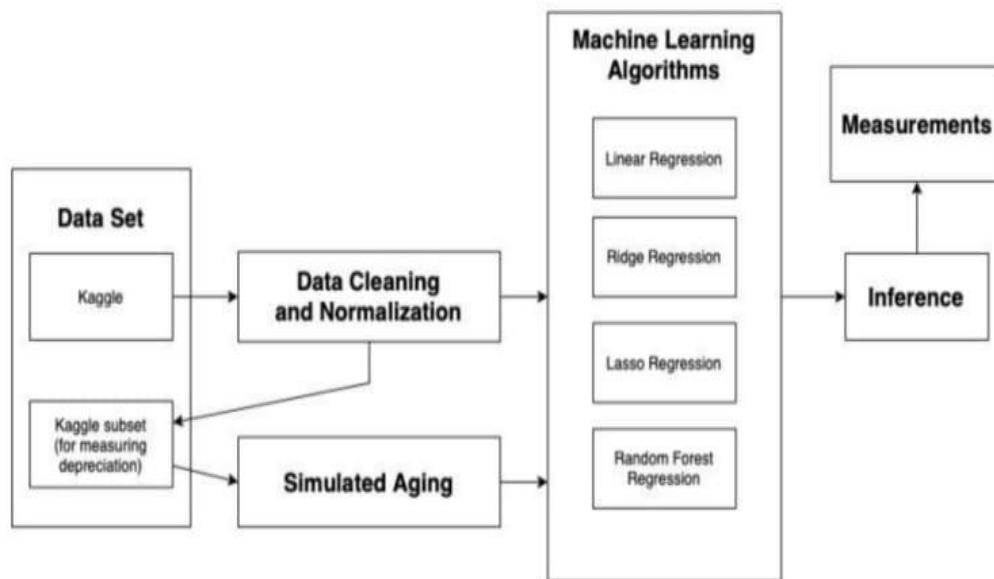 Data Set
Kaggle
Kaggle subset
(for measuring
depreciation)
Data Cleaning
and Normalization
Simulated Aging
Machine Learning
Algorithms
Linear Regression
Ridge Regression
Lasso Regression
Random Forest
Regression
Inference
Measurements